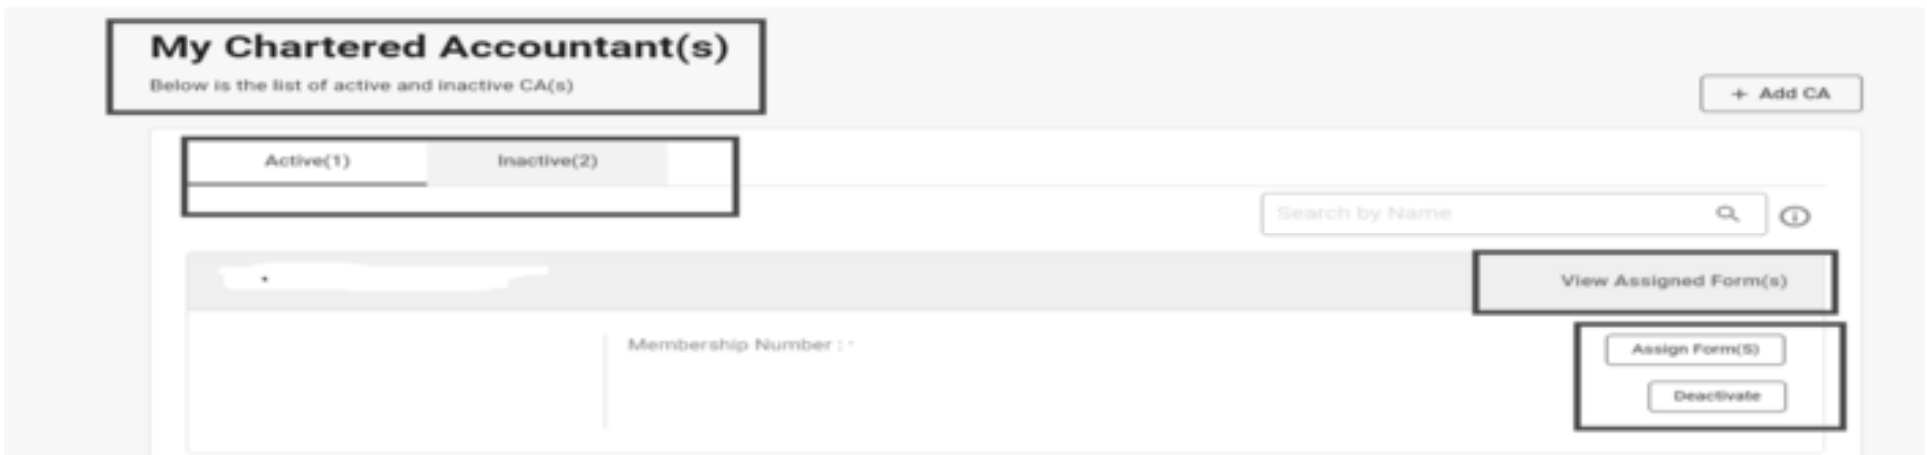 My Chartered Accountant(s)
Below is the list of active and inactive CA(s)
+ Add CA
Active(1)
Inactive(2)
Search by Name
View Assigned Form(s)
Membership Number :
Assign Form(S)
Deactivate